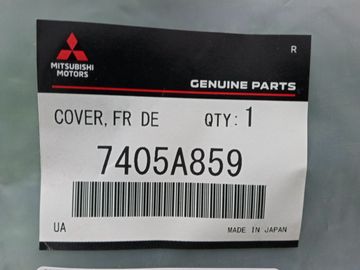 R
MITSUBISHI
MOTORS
GENUINE PARTS
COVER, FR DE QTY: 1
7405A859
UA MADE IN JAPAN